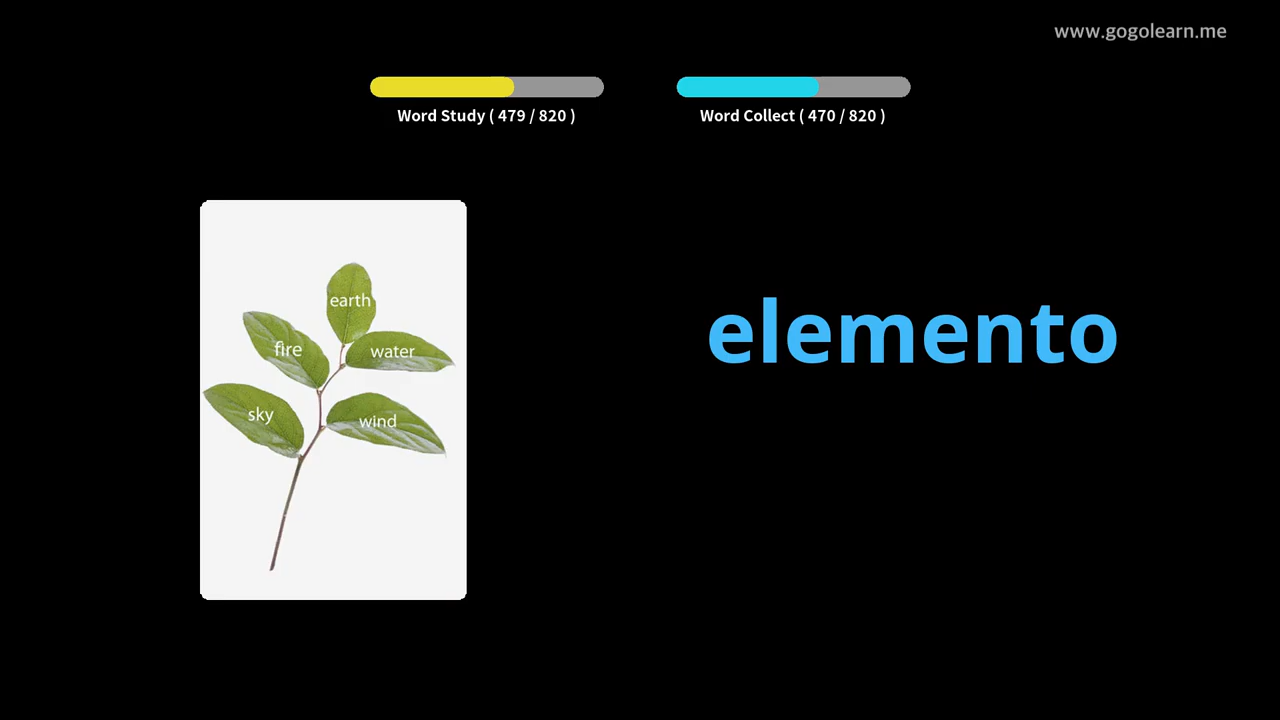 www.gogolearn.me
Word Study ( 479 / 820 )
Word Collect ( 470 / 820 )
earth
fire
water
sky
wind
elemento